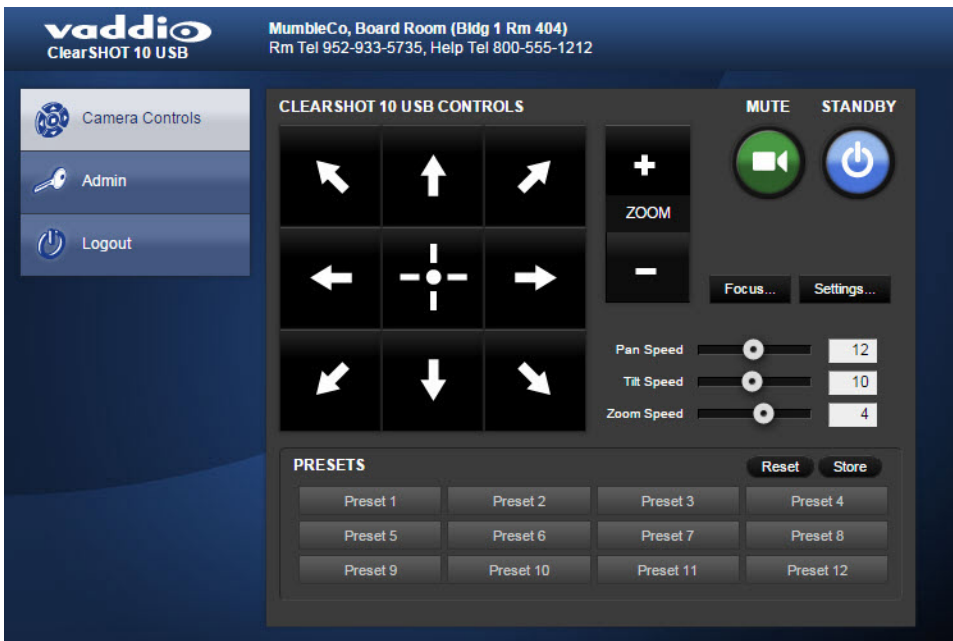 vaddio
ClearSHOT 10 USB
MumbleCo, Board Room (Bldg 1 Rm 404)
Rm Tel 952-933-5735, Help Tel 800-555-1212
Camera Controls
Admin
Logout
CLEARSHOT 10 USB CONTROLS
MUTE STANDBY
+
ZOOM
-
Focus... Settings...
Pan Speed 12
Tilt Speed 10
Zoom Speed 4
PRESETS Reset Store
Preset 1 Preset 2 Preset 3 Preset 4
Preset 5 Preset 6 Preset 7 Preset 8
Preset 9 Preset 10 Preset 11 Preset 12